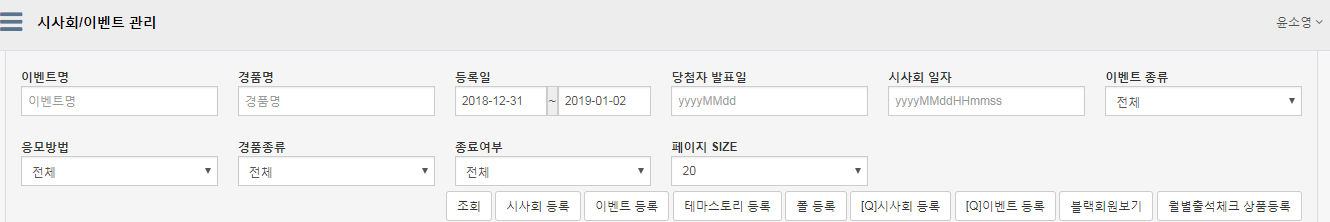 시사회/이벤트 관리 윤소영
이벤트명 경품명 등록일 당첨자 발표일 시사회 일자 이벤트 종류
이벤트명 경품명 2018-12-31 ~ 2019-01-02 yyyyMMdd yyyyMMddHHmmss 전체
응모방법 경품종류 종료여부 페이지 SIZE
전체 전체 전체 20
조회 시사회 등록 이벤트 등록 테마스토리 등록 폴 등록 [Q]시사회 등록 [Q]이벤트 등록 블랙회원보기 월별출석체크 상품등록